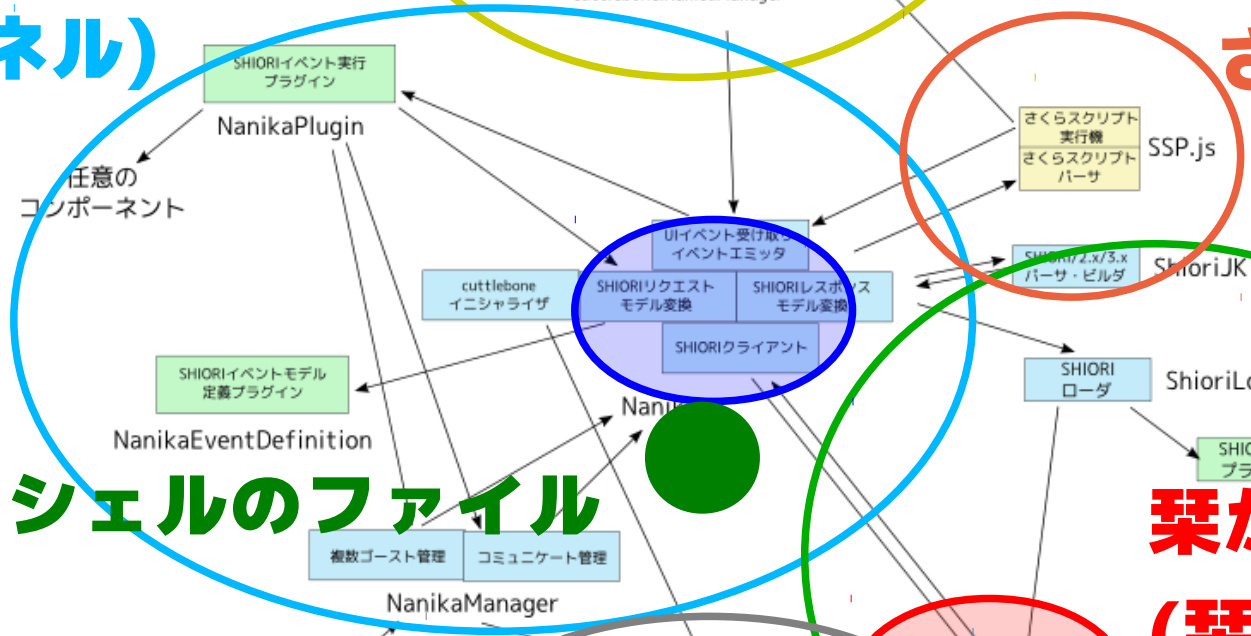 ネル)
SHIORIイベント実行
プラグイン
NanikaPlugin
任意の
コンポーネント
さくらスクリプト
実行機
さくらスクリプト
パーサ
SSP.js
UIイベント受け取り
イベントエミッタ
SHIORI/2.x/3.x
パーサ・ビルダ
ShioriJK
cuttlebone
イニシャライザ
SHIORIリクエスト
モデル変換
SHIORIレスポンス
モデル変換
SHIORIクライアント
SHIORI
ローダ
ShioriLo
SHIORIイベントモデル
定義プラグイン
NanikaEventDefinition
Nanik
SHIO
プラ
シェルのファイル
栞か
複数ゴースト管理
コミュニケート管理
NanikaManager